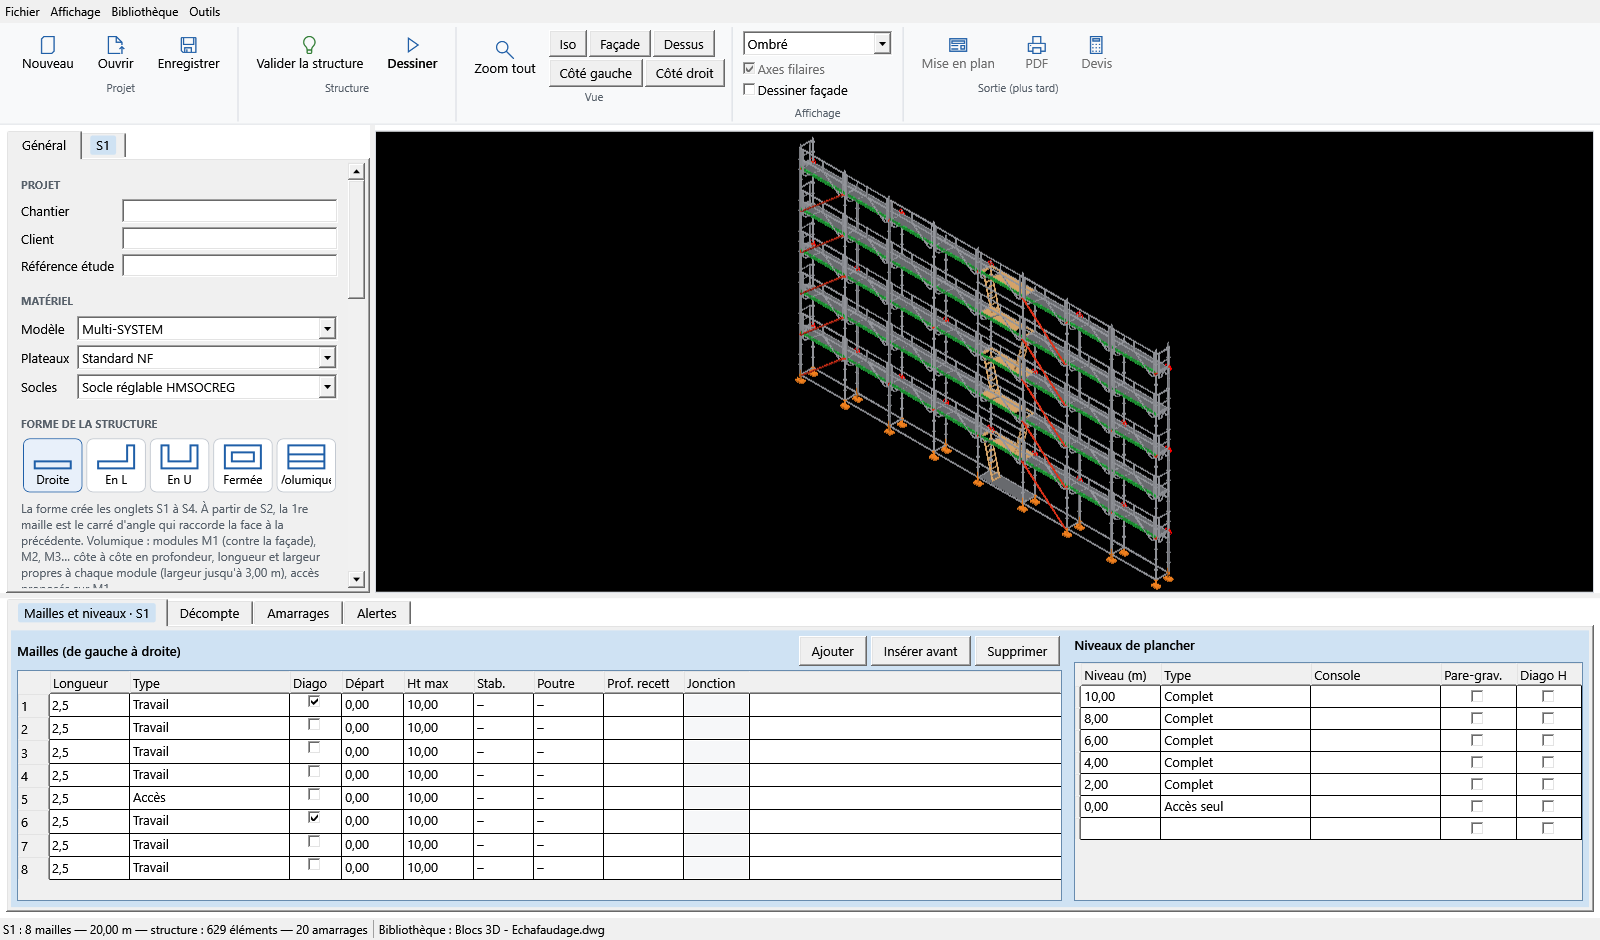 Fichier Affichage Bibliothèque Outils
Nouveau Ouvrir Enregistrer
Projet
Valider la structure Dessiner
Structure
Zoom tout
Iso Façade Dessus
Côté gauche Côté droit
Vue
Ombré
Axes filaires
Dessiner façade
Affichage
Mise en plan PDF Devis
Sortie (plus tard)
Général S1
PROJET
Chantier
Client
Référence étude
MATÉRIEL
Modèle Multi-SYSTEM
Plateaux Standard NF
Socles Socle réglable HMSOCREG
FORME DE LA STRUCTURE
Droite En L En U Fermée /olumique
La forme crée les onglets S1 à S4. À partir de S2, la 1re
maille est le carré d'angle qui raccorde la face à la
précédente. Volumique : modules M1 (contre la façade),
M2, M3... côte à côte en profondeur, longueur et largeur
propres à chaque module (largeur jusqu'à 3,00 m), accès
Mailles et niveaux · S1 Décompte Amarrages Alertes
Mailles (de gauche à droite) Ajouter Insérer avant Supprimer
Longueur Type Diago Départ Ht max Stab. Poutre Prof. recett Jonction
1 2,5 Travail 0,00 10,00 – –
2 2,5 Travail 0,00 10,00 – –
3 2,5 Travail 0,00 10,00 – –
4 2,5 Travail 0,00 10,00 – –
5 2,5 Accès 0,00 10,00 – –
6 2,5 Travail 0,00 10,00 – –
7 2,5 Travail 0,00 10,00 – –
8 2,5 Travail 0,00 10,00 – –
Niveaux de plancher
Niveau (m) Type Console Pare-grav. Diago H
10,00 Complet
8,00 Complet
6,00 Complet
4,00 Complet
2,00 Complet
0,00 Accès seul
S1 : 8 mailles — 20,00 m — structure : 629 éléments — 20 amarrages Bibliothèque : Blocs 3D - Echafaudage.dwg